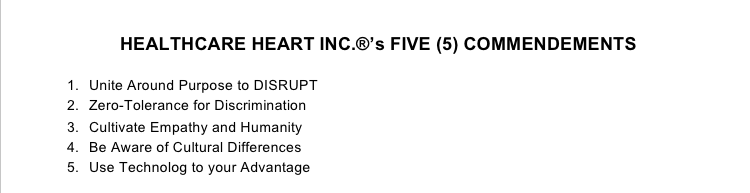 HEALTHCARE HEART INC.®’s FIVE (5) COMMENDEMENTS
1. Unite Around Purpose to DISRUPT
2. Zero-Tolerance for Discrimination
3. Cultivate Empathy and Humanity
4. Be Aware of Cultural Differences
5. Use Technolog to your Advantage